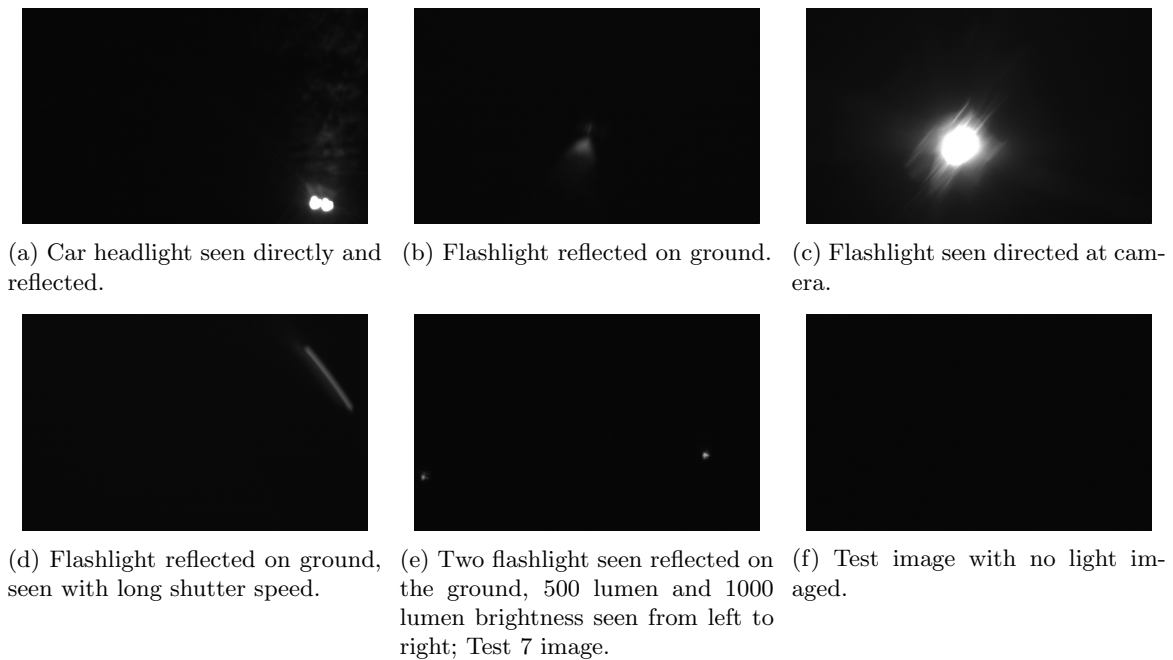 (a) Car headlight seen directly and
reflected.
(b) Flashlight reflected on ground.
(c) Flashlight seen directed at cam-
era.
(d) Flashlight reflected on ground,
seen with long shutter speed.
(e) Two flashlight seen reflected on
the ground, 500 lumen and 1000
lumen brightness seen from left to
right; Test 7 image.
(f) Test image with no light im-
aged.